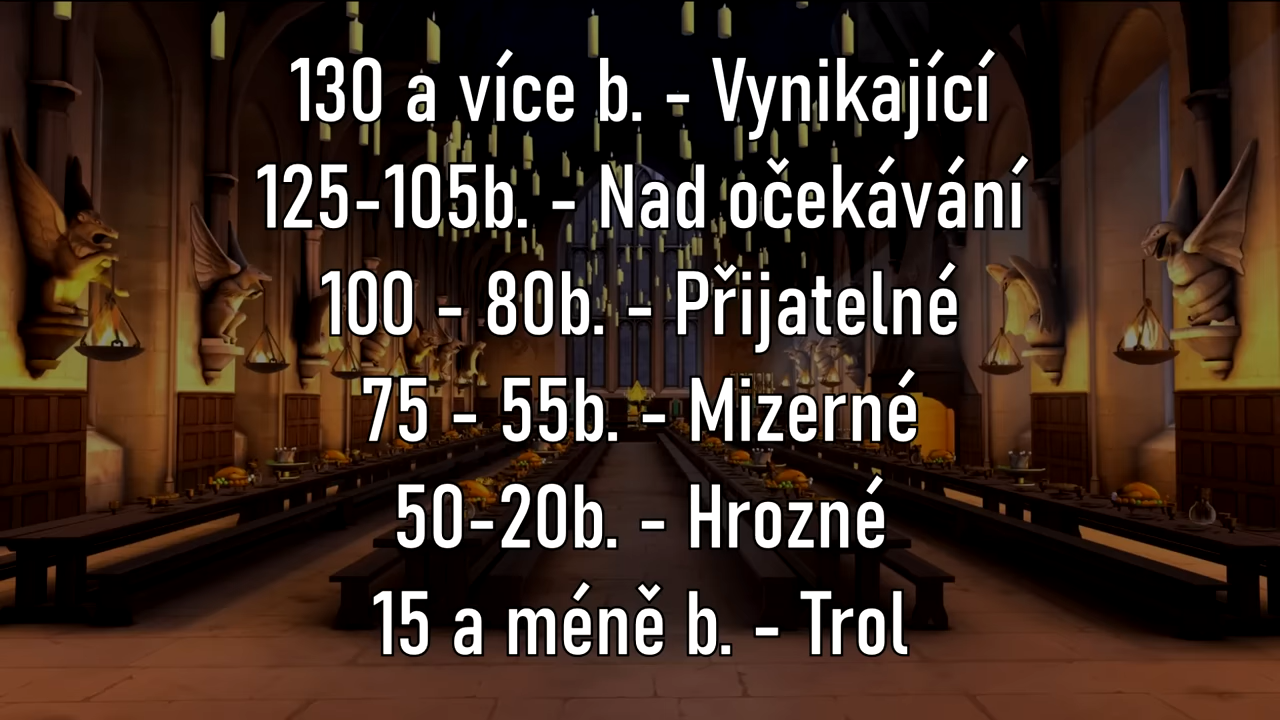 130 a více b. - Vynikající
125-105b. - Nad očekávání
100 - 80b. - Přijatelné
75 - 55b. - Mizerné
50-20b. - Hrozné
15 a méně b. - Trol